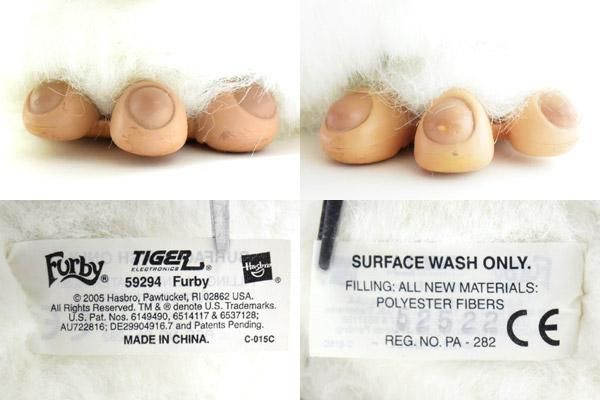 Furby® TIGER ELECTRONICS® Hasbro
59294 Furby
© 2005 Hasbro, Pawtucket, RI 02862 USA.
All Rights Reserved. TM & ® denote U.S. Trademarks.
U.S. Pat. Nos. 6149490, 6514117 & 6537128;
AU722816; DE29904916.7 and Patents Pending.
MADE IN CHINA. C-015C
SURFACE WASH ONLY.
FILLING: ALL NEW MATERIALS:
POLYESTER FIBERS
62522
CE
REG. NO. PA - 282